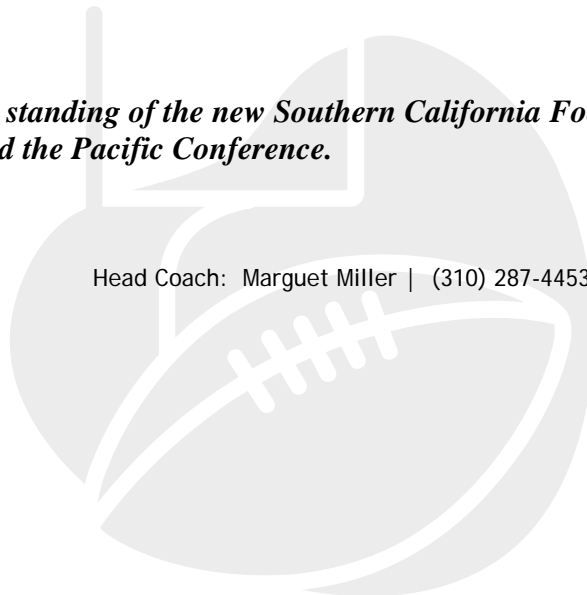 standing of the new Southern California Fo
d the Pacific Conference.
Head Coach: Marguet Miller | (310) 287-4453